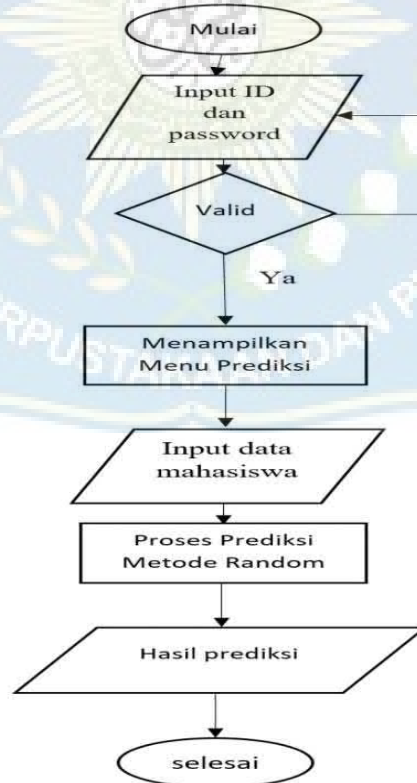 Mulai
Input ID
dan
password
Valid
Ya
Menampilkan
Menu Prediksi
Input data
mahasiswa
Proses Prediksi
Metode Random
Hasil prediksi
selesai